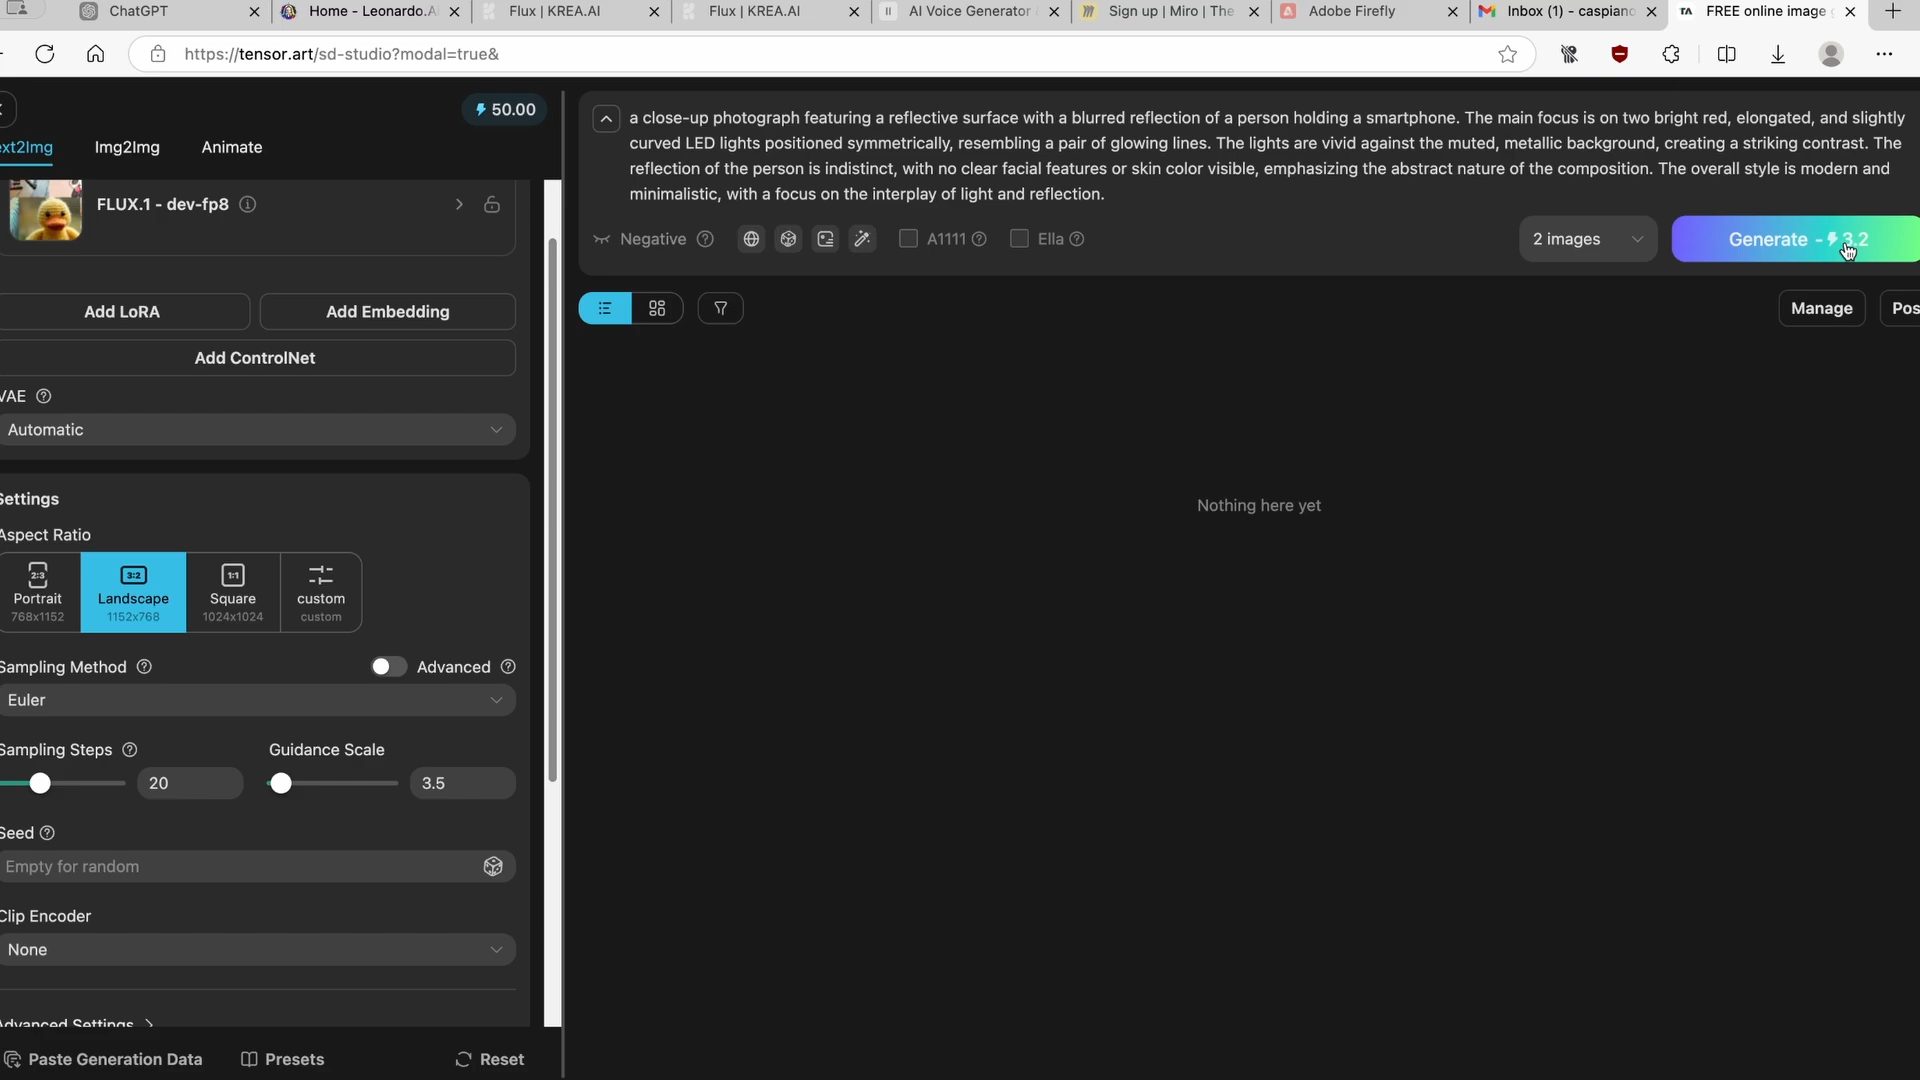 ChatGPT
Home - Leonardo.A
Flux | KREA.AI
Flux | KREA.AI
AI Voice Generator
Sign up | Miro | The
Adobe Firefly
Inbox (1) - caspian
FREE online image
https://tensor.art/sd-studio?modal=true&
50.00
ext2Img
Img2Img
Animate
FLUX.1 - dev-fp8
Add LoRA
Add Embedding
Add ControlNet
VAE
Automatic
Settings
Aspect Ratio
2:3
3:2
1:1
Portrait
Landscape
Square
custom
768x1152
1152x768
1024x1024
custom
Sampling Method
Advanced
Euler
Sampling Steps
Guidance Scale
20
3.5
Seed
Empty for random
Clip Encoder
None
Advanced Settings
Paste Generation Data
Presets
Reset
a close-up photograph featuring a reflective surface with a blurred reflection of a person holding a smartphone. The main focus is on two bright red, elongated, and slightly
curved LED lights positioned symmetrically, resembling a pair of glowing lines. The lights are vivid against the muted, metallic background, creating a striking contrast. The
reflection of the person is indistinct, with no clear facial features or skin color visible, emphasizing the abstract nature of the composition. The overall style is modern and
minimalistic, with a focus on the interplay of light and reflection.
Negative
A1111
Ella
2 images
Generate - 3.2
Manage
Pos
Nothing here yet